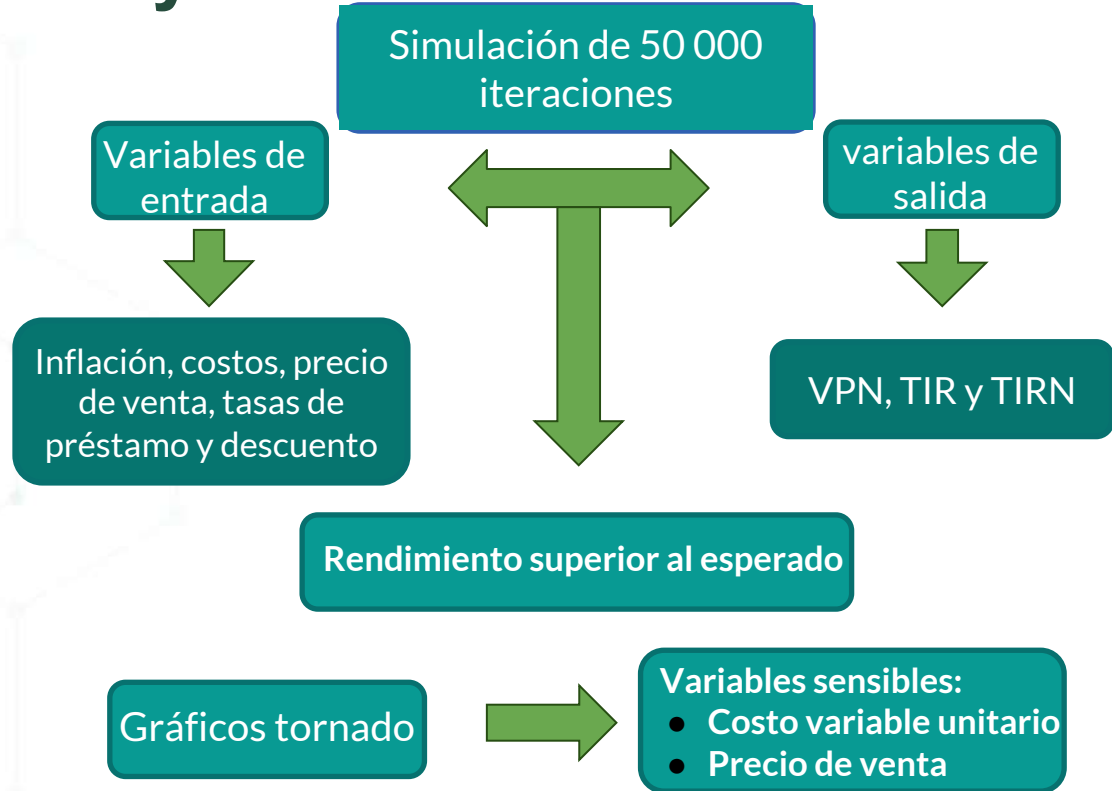 y
Simulación de 50 000
iteraciones
Variables de
entrada
variables de
salida
Inflación, costos, precio
de venta, tasas de
préstamo y descuento
VPN, TIR y TIRN
Rendimiento superior al esperado
Gráficos tornado
Variables sensibles:
● Costo variable unitario
● Precio de venta